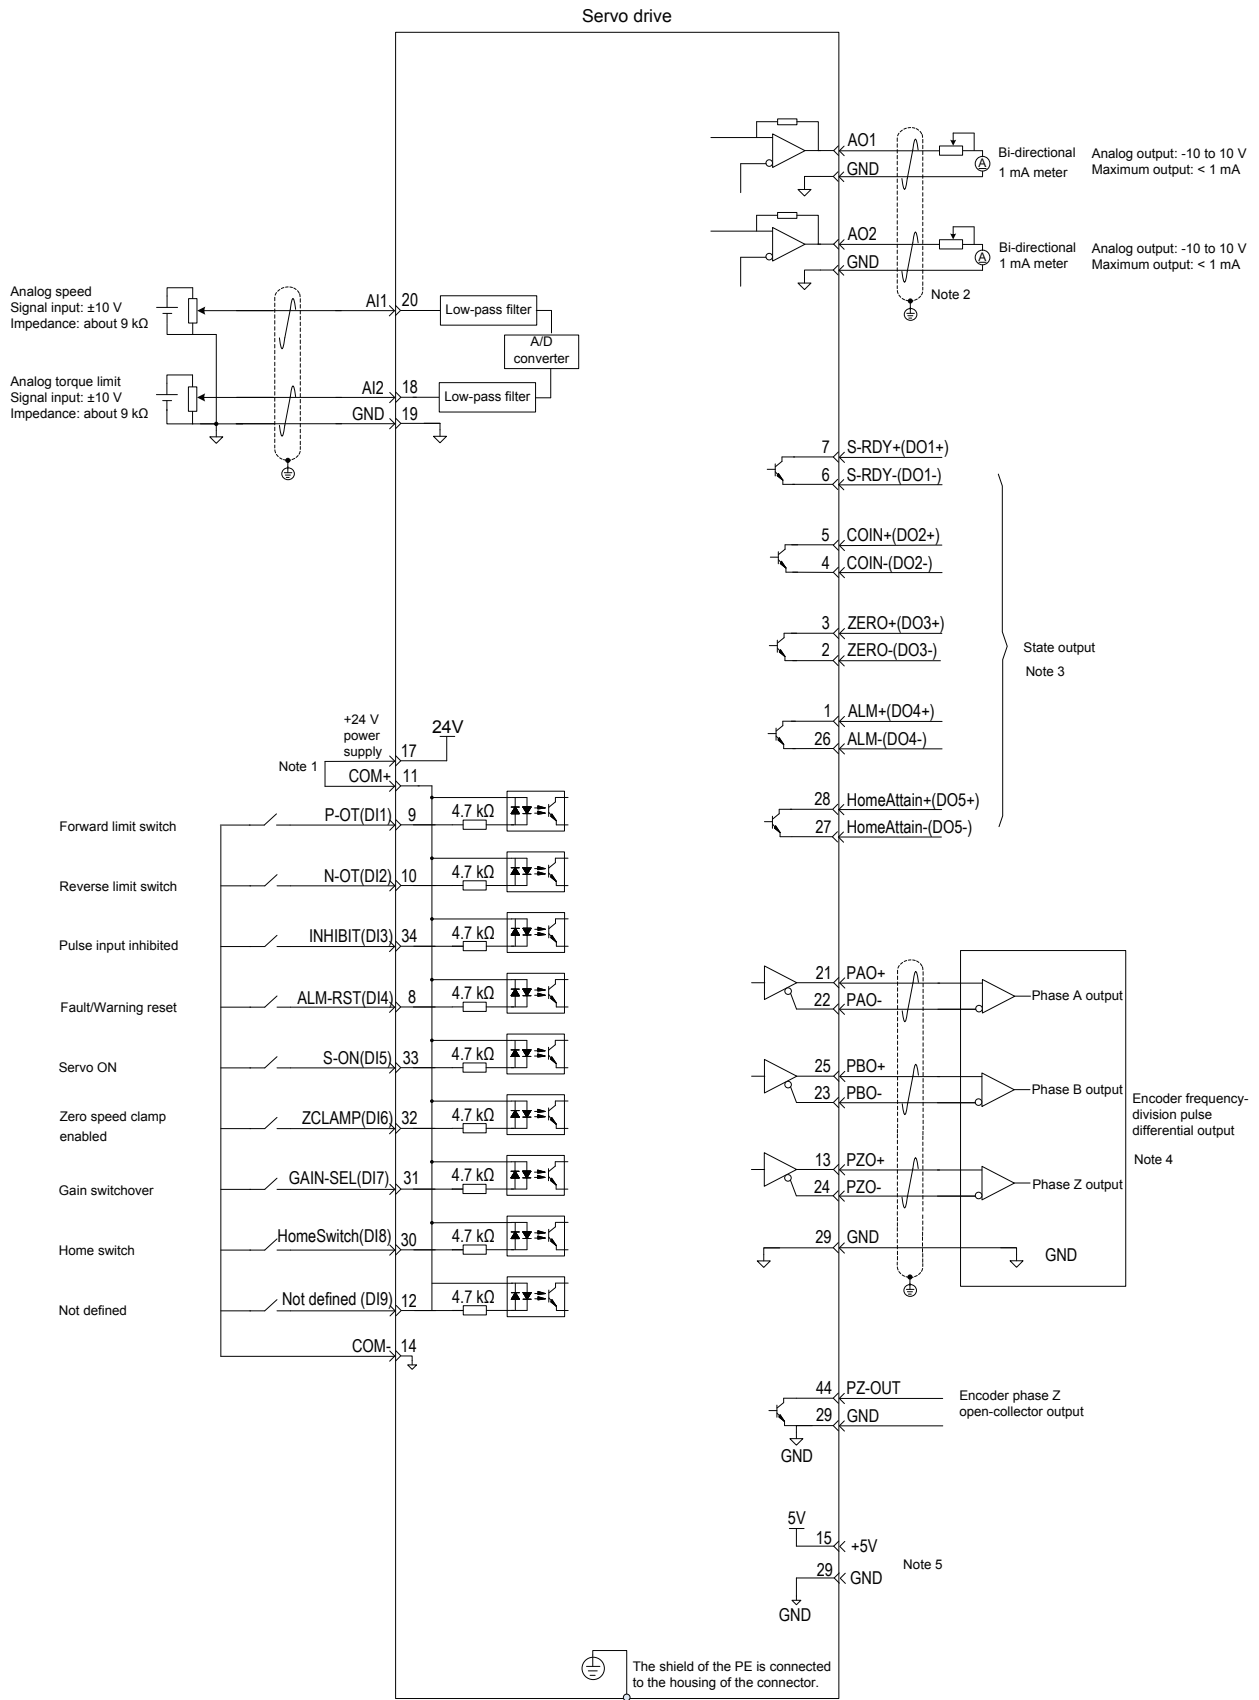 Servo drive
AO1
GND
Bi-directional
1 mA meter
Analog output: -10 to 10 V
Maximum output: < 1 mA
AO2
GND
Bi-directional
1 mA meter
Analog output: -10 to 10 V
Maximum output: < 1 mA
Note 2
A
A
Analog speed
Signal input: ±10 V
Impedance: about 9 kΩ
AI1 20
Low-pass filter
A/D
converter
Analog torque limit
Signal input: ±10 V
Impedance: about 9 kΩ
AI2 18
Low-pass filter
GND 19
7 S-RDY+(DO1+)
6 S-RDY-(DO1-)
5 COIN+(DO2+)
4 COIN-(DO2-)
3 ZERO+(DO3+)
2 ZERO-(DO3-)
1 ALM+(DO4+)
26 ALM-(DO4-)
28 HomeAttain+(DO5+)
27 HomeAttain-(DO5-)
State output
Note 3
+24 V
power
supply
17
24V
Note 1
COM+ 11
Forward limit switch
P-OT(DI1) 9
4.7 kΩ
Reverse limit switch
N-OT(DI2) 10
4.7 kΩ
Pulse input inhibited
INHIBIT(DI3) 34
4.7 kΩ
Fault/Warning reset
ALM-RST(DI4) 8
4.7 kΩ
Servo ON
S-ON(DI5) 33
4.7 kΩ
Zero speed clamp
enabled
ZCLAMP(DI6) 32
4.7 kΩ
Gain switchover
GAIN-SEL(DI7) 31
4.7 kΩ
Home switch
HomeSwitch(DI8) 30
4.7 kΩ
Not defined
Not defined (DI9) 12
4.7 kΩ
COM- 14
21 PAO+
22 PAO-
Phase A output
25 PBO+
23 PBO-
Phase B output
13 PZO+
24 PZO-
Phase Z output
29 GND
GND
Encoder frequency-
division pulse
differential output
Note 4
44 PZ-OUT
29 GND
GND
Encoder phase Z
open-collector output
5V
15 +5V
29 GND
GND
Note 5
The shield of the PE is connected
to the housing of the connector.